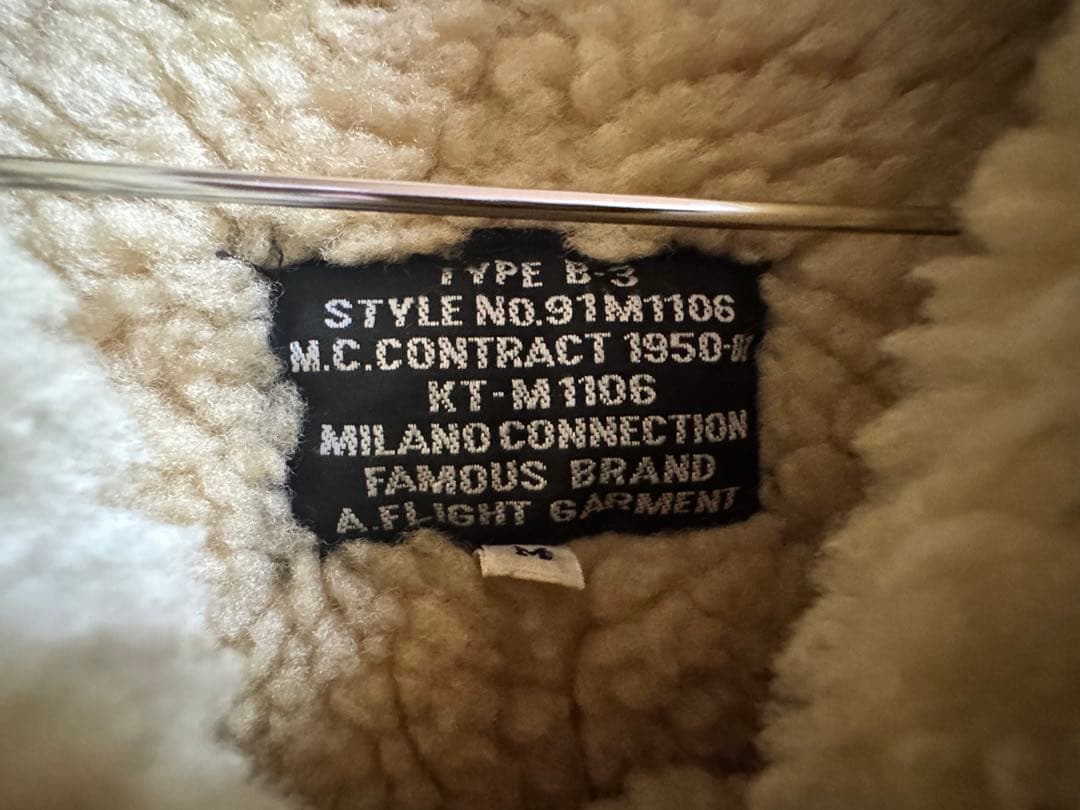 TYPE B-3
STYLE NO.91M1106
M.C.CONTRACT 1950-
KT-M1106
MILANO CONNECTION
FAMOUS BRAND
A.FLIGHT GARMENT
M